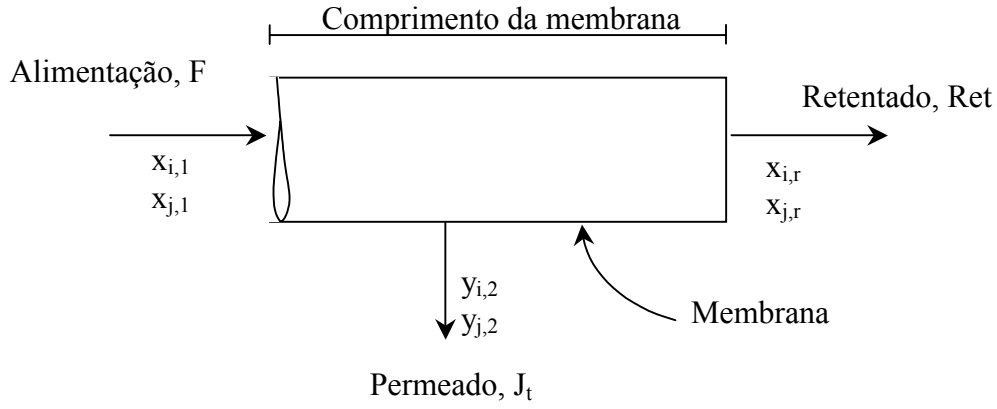 Comprimento da membrana
Alimentação, F
Retentado, Ret
x_{i,1}
x_{j,1}
x_{i,r}
x_{j,r}
y_{i,2}
y_{j,2}
Membrana
Permeado, J_t